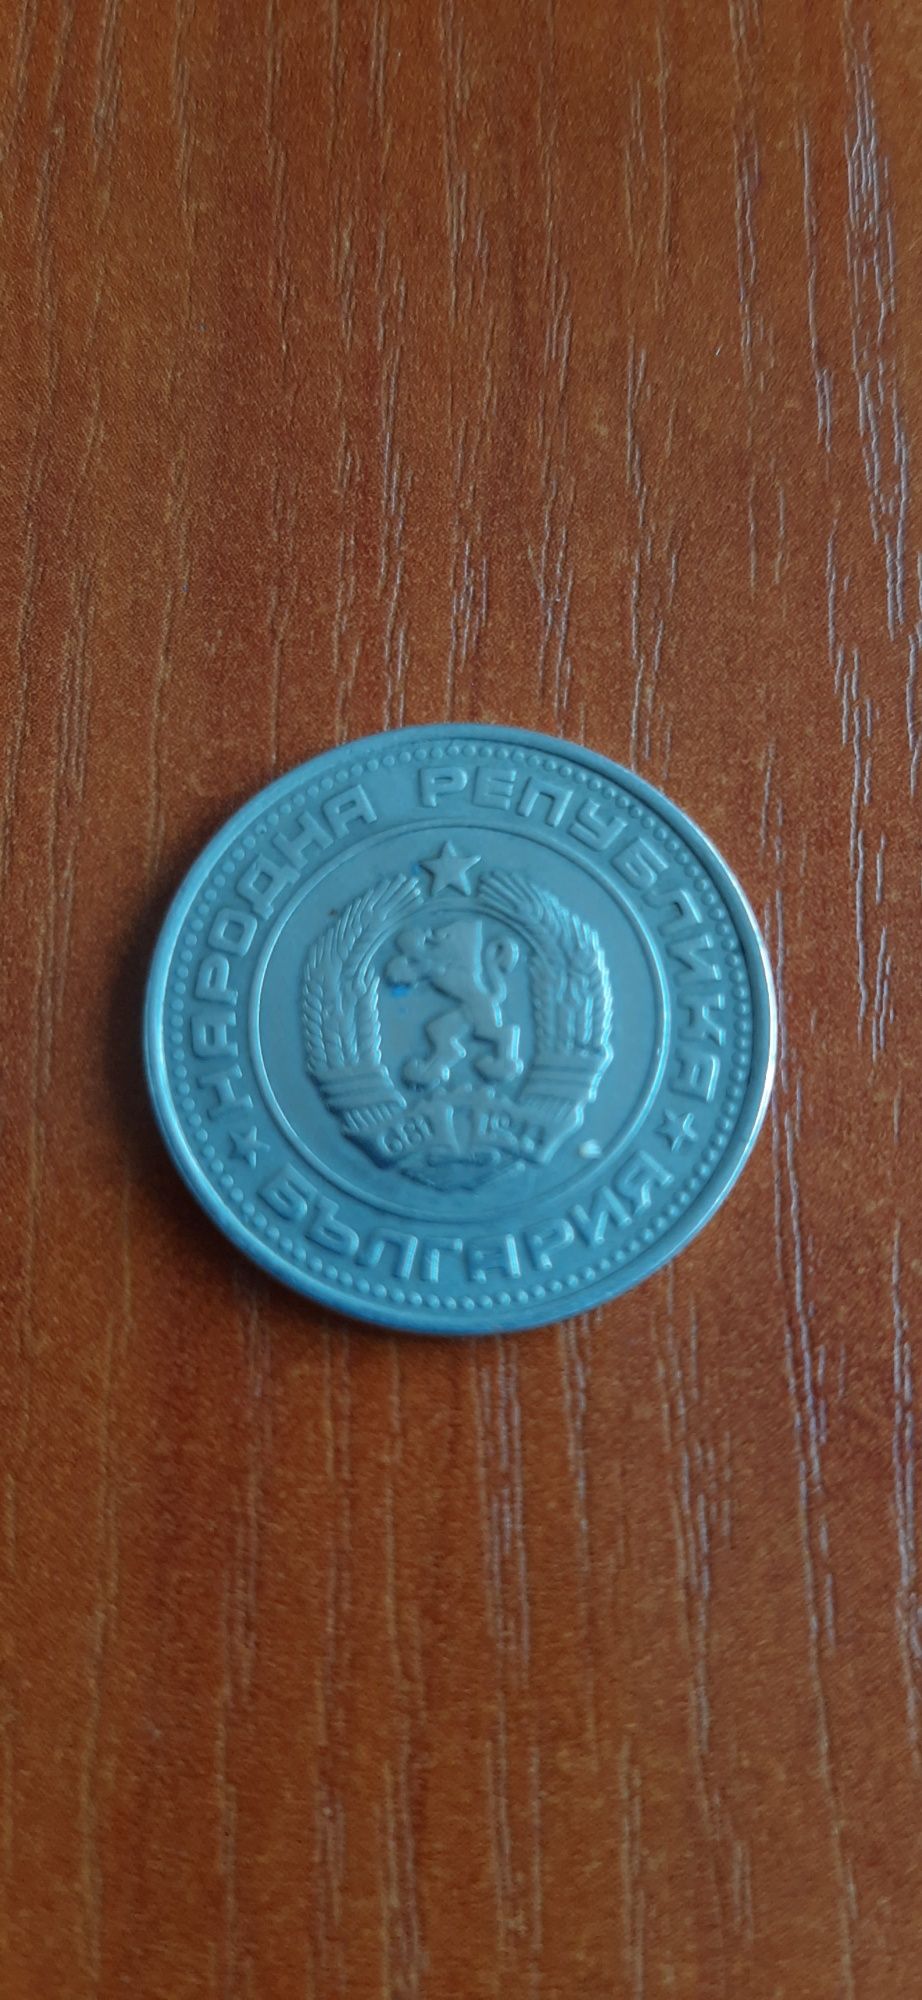 НАРОДНА РЕПУБЛИКА
БЪЛГАРИЯ
681